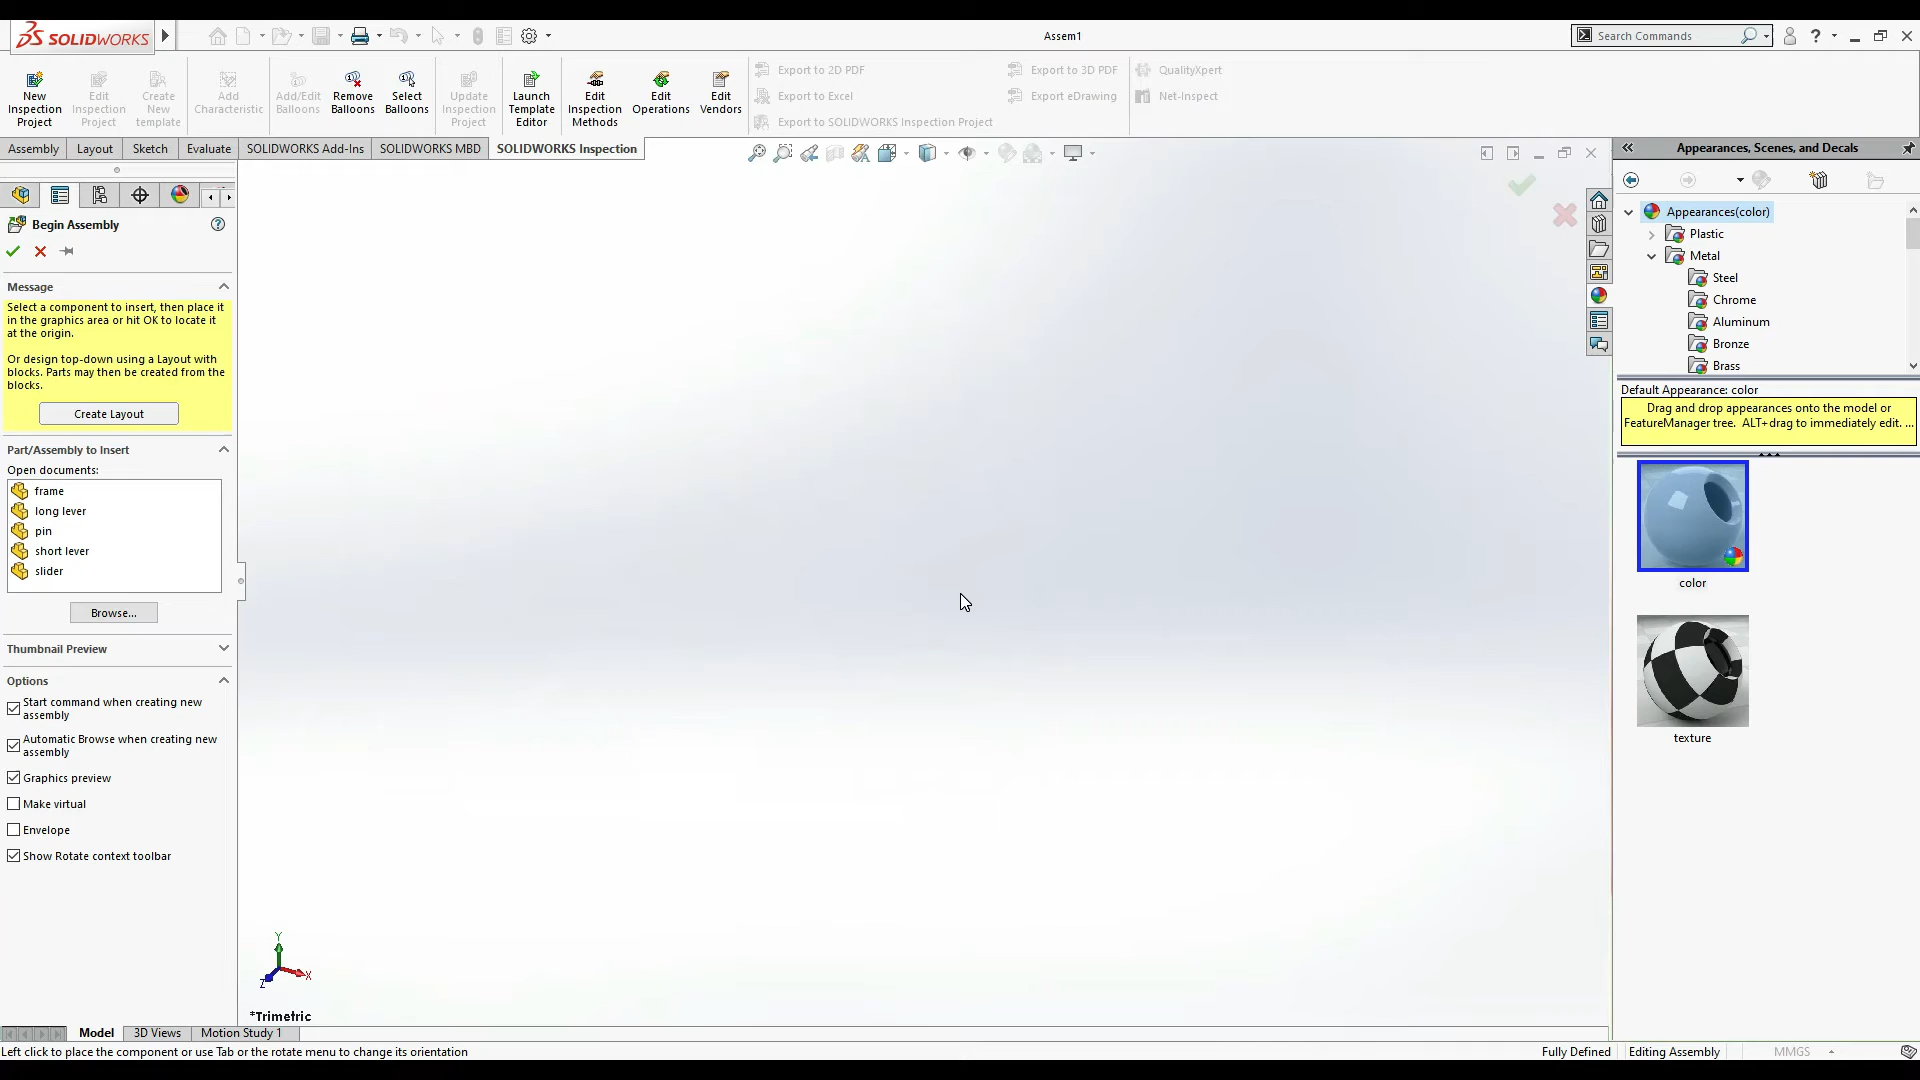 SOLIDWORKS
Assem1
Search Commands
New Inspection Project
Edit Inspection Project
Create New template
Add Characteristic
Add/Edit Balloons
Remove Balloons
Select Balloons
Update Inspection Project
Launch Template Editor
Edit Inspection Methods
Edit Operations
Edit Vendors
Export to 2D PDF
Export to Excel
Export to SOLIDWORKS Inspection Project
Export to 3D PDF
Export eDrawing
QualityXpert
Net-Inspect
Assembly
Layout
Sketch
Evaluate
SOLIDWORKS Add-Ins
SOLIDWORKS MBD
SOLIDWORKS Inspection
Begin Assembly
Message
Select a component to insert, then place it
in the graphics area or hit OK to locate it
at the origin.
Or design top-down using a Layout with
blocks. Parts may then be created from the
blocks.
Create Layout
Part/Assembly to Insert
Open documents:
frame
long lever
pin
short lever
slider
Browse...
Thumbnail Preview
Options
Start command when creating new
assembly
Automatic Browse when creating new
assembly
Graphics preview
Make virtual
Envelope
Show Rotate context toolbar
Y
X
Z
*Trimetric
Model
3D Views
Motion Study 1
Left click to place the component or use Tab or the rotate menu to change its orientation
Fully Defined
Editing Assembly
MMGS
Appearances, Scenes, and Decals
Appearances(color)
Plastic
Metal
Steel
Chrome
Aluminum
Bronze
Brass
Default Appearance: color
Drag and drop appearances onto the model or
FeatureManager tree. ALT+drag to immediately edit. ...
color
texture